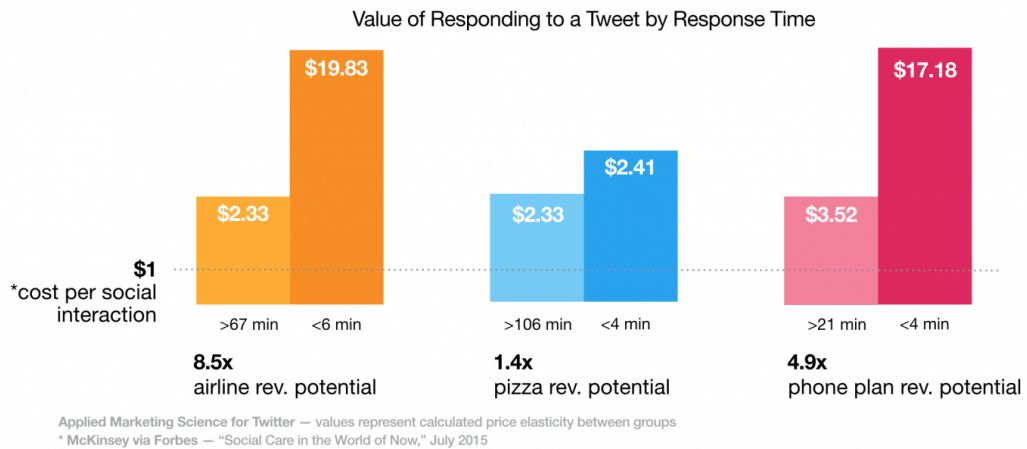 Value of Responding to a Tweet by Response Time
$19.83
$17.18
$2.41
$2.33
$2.33
$3.52
$1
*cost per social
interaction
>67 min <6 min >106 min <4 min >21 min <4 min
8.5x
airline rev. potential
1.4x
pizza rev. potential
4.9x
phone plan rev. potential
Applied Marketing Science for Twitter — values represent calculated price elasticity between groups
* McKinsey via Forbes — “Social Care in the World of Now,” July 2015